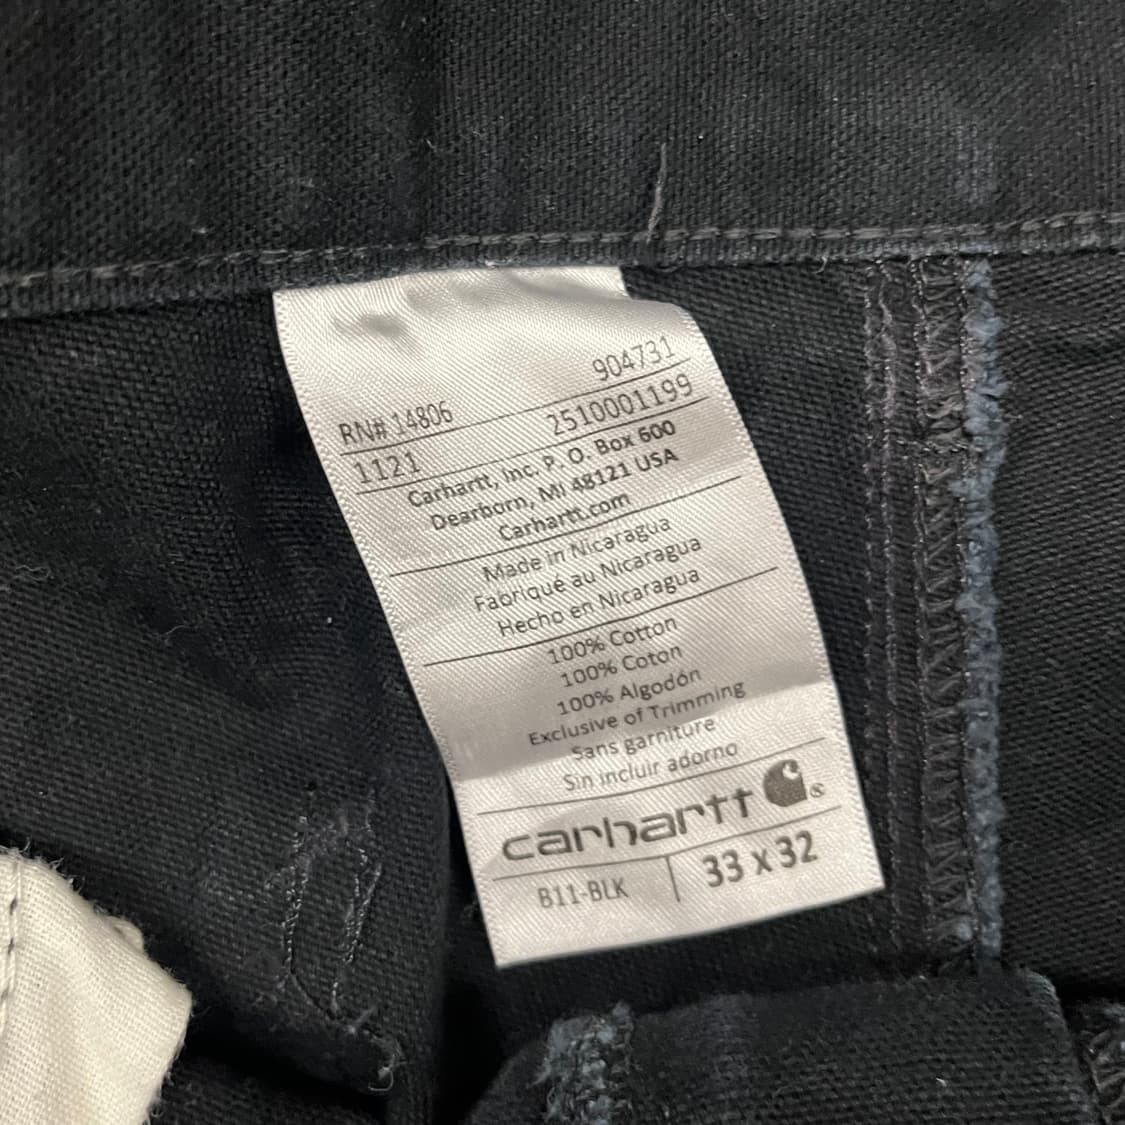 904731
RN# 14806 2510001199
1121
Carhartt, Inc. P. O. Box 600
Dearborn, MI 48121 USA
Carhartt.com
Made in Nicaragua
Fabriqué au Nicaragua
Hecho en Nicaragua
100% Cotton
100% Coton
100% Algodón
Exclusive of Trimming
Sans garniture
Sin incluir adorno
carhartt ®
B11-BLK 33 x 32